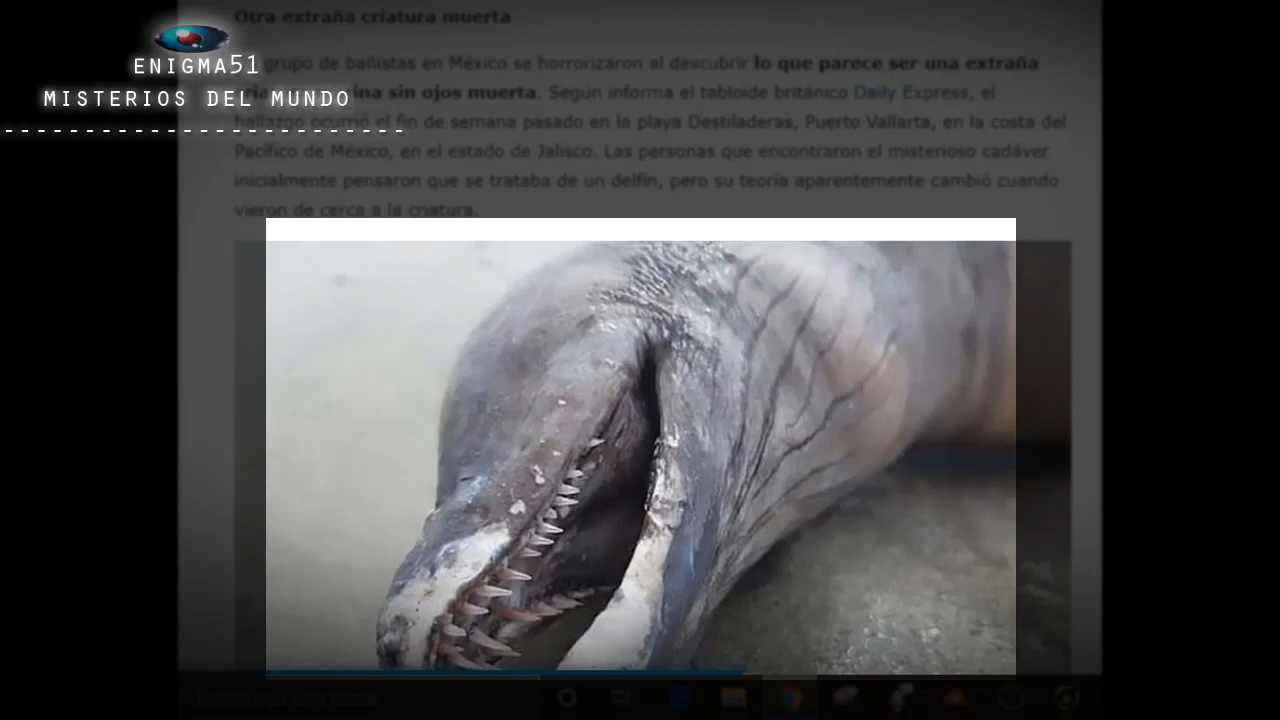 Otra extraña criatura muerta
ENIGMA51
MISTERIOS DEL MUNDO
grupo de bañistas en México se horrorizaron al descubrir lo que parece ser una extraña
sin ojos muerta. Según informa el tabloide británico Daily Express, el
hallazgo ocurrió el fin de semana pasado en la playa Destiladeras, Puerto Vallarta, en la costa del
Pacífico de México, en el estado de Jalisco. Las personas que encontraron el misterioso cadáver
inicialmente pensaron que se trataba de un delfín, pero su teoría aparentemente cambió cuando
vieron de cerca a la criatura.